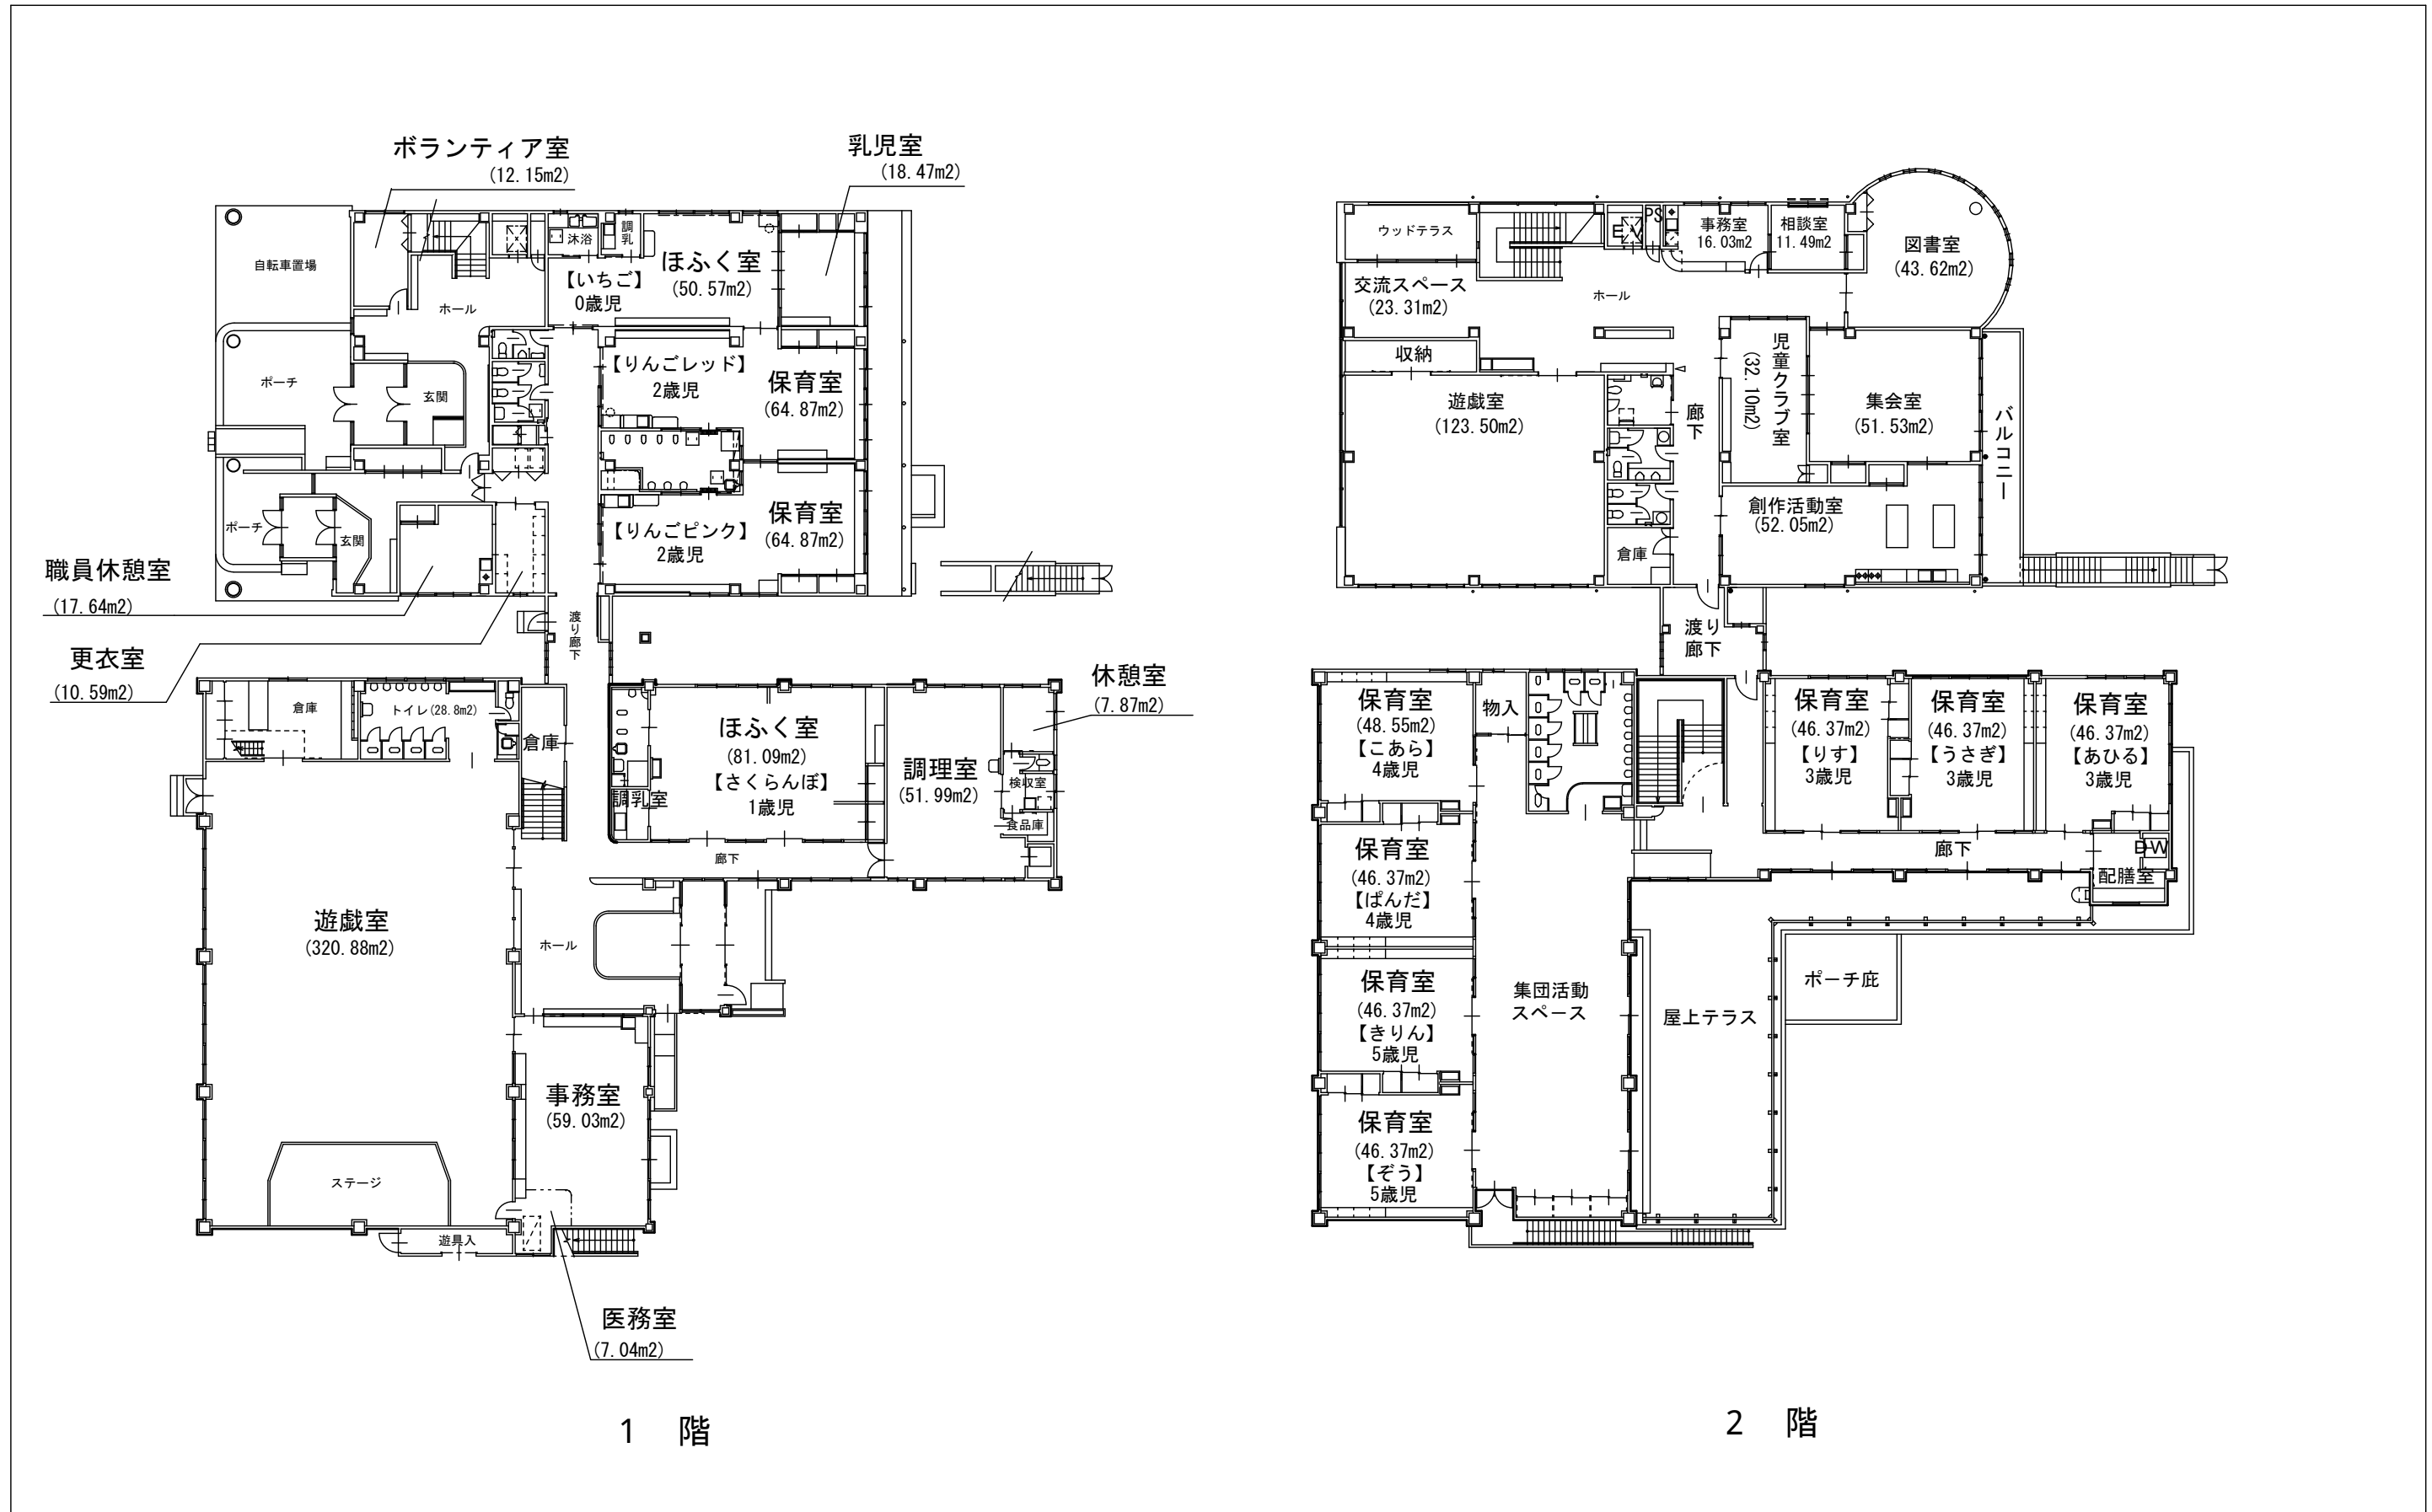 ボランティア室
(12.15m2)
乳児室
(18.47m2)
自転車置場
ホール
沐浴
調乳
ほふく室
(50.57m2)
【いちご】
0歳児
ポーチ
玄関
【りんごレッド】
2歳児
保育室
(64.87m2)
ポーチ
玄関
【りんごピンク】
2歳児
保育室
(64.87m2)
職員休憩室
(17.64m2)
更衣室
(10.59m2)
渡り廊下
休憩室
(7.87m2)
倉庫
トイレ(28.8m2)
倉庫
ほふく室
(81.09m2)
【さくらんぼ】
1歳児
調乳室
調理室
(51.99m2)
検収室
食品庫
廊下
遊戯室
(320.88m2)
ホール
事務室
(59.03m2)
ステージ
遊具入
医務室
(7.04m2)
1 階
ウッドテラス
EV
PS
事務室
16.03m2
相談室
11.49m2
図書室
(43.62m2)
交流スペース
(23.31m2)
ホール
収納
遊戯室
(123.50m2)
廊下
児童クラブ室
(32.10m2)
集会室
(51.53m2)
バルコニー
創作活動室
(52.05m2)
倉庫
渡り
廊下
保育室
(48.55m2)
【こあら】
4歳児
物入
保育室
(46.37m2)
【りす】
3歳児
保育室
(46.37m2)
【うさぎ】
3歳児
保育室
(46.37m2)
【あひる】
3歳児
保育室
(46.37m2)
【ぱんだ】
4歳児
廊下
DW
配膳室
保育室
(46.37m2)
【きりん】
5歳児
集団活動
スペース
屋上テラス
ポーチ庇
保育室
(46.37m2)
【ぞう】
5歳児
2 階